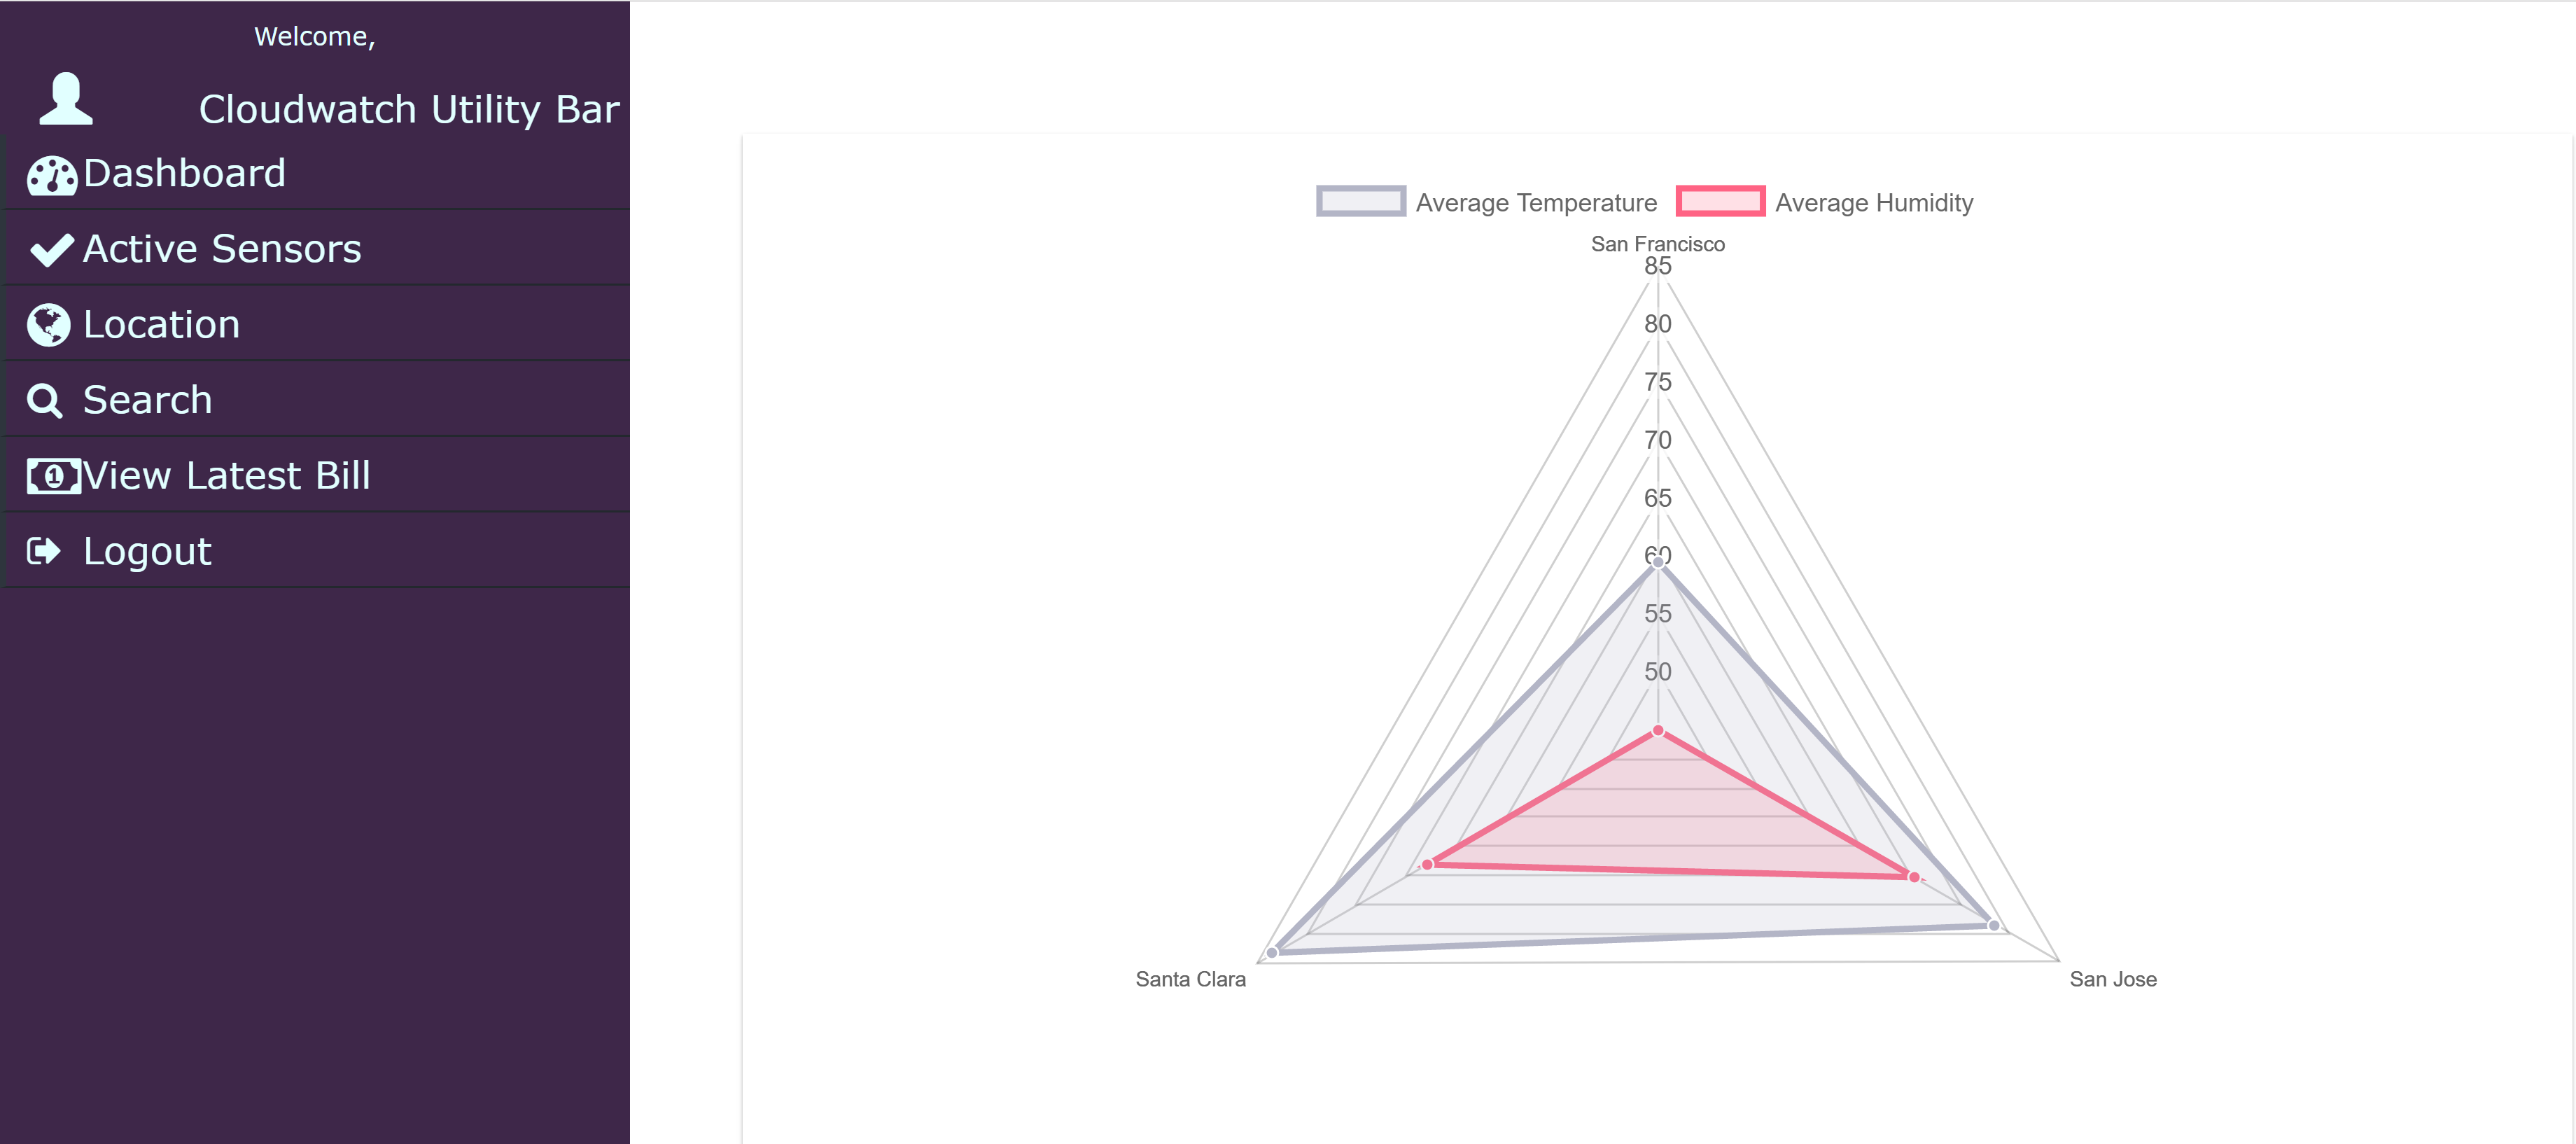 Welcome,
Cloudwatch Utility Bar
Dashboard
Active Sensors
Location
Search
1
View Latest Bill
Logout
Average Temperature
Average Humidity
San Francisco
85
80
75
70
65
60
55
50
Santa Clara
San Jose